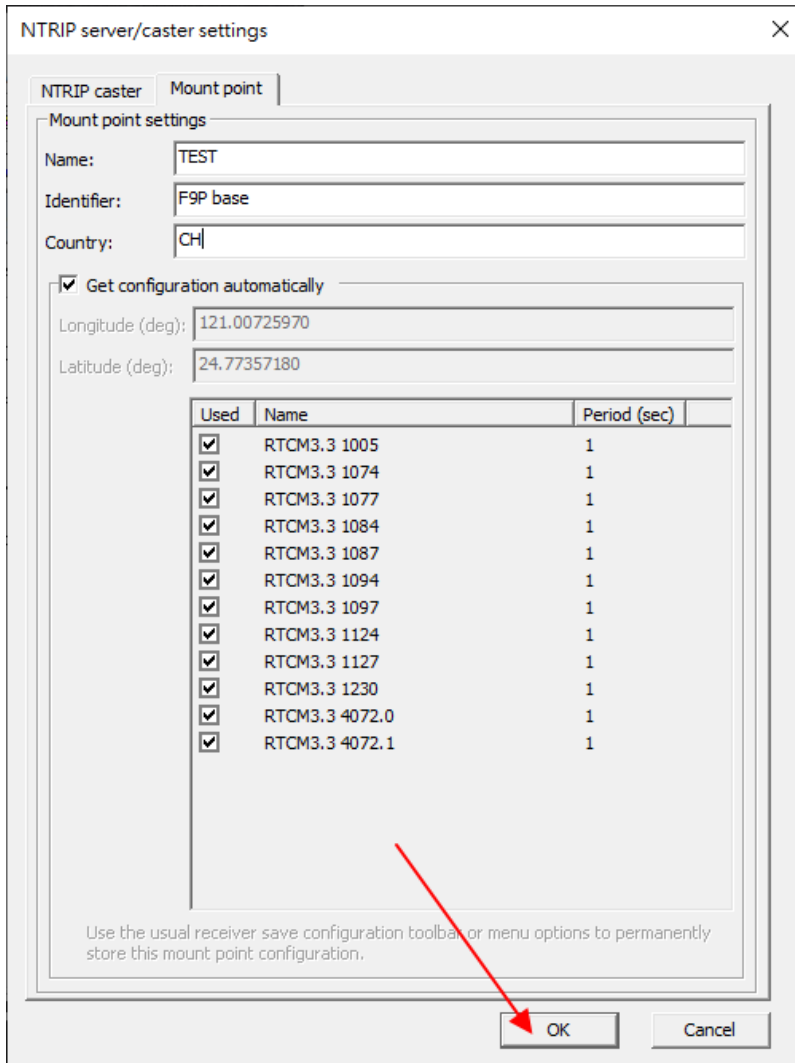 NTRIP server/caster settings
NTRIP caster
Mount point
Mount point settings
Name: TEST
Identifier: F9P base
Country: CH
Get configuration automatically
Longitude (deg): 121.00725970
Latitude (deg): 24.77357180
Used Name Period (sec)
RTCM3.3 1005 1
RTCM3.3 1074 1
RTCM3.3 1077 1
RTCM3.3 1084 1
RTCM3.3 1087 1
RTCM3.3 1094 1
RTCM3.3 1097 1
RTCM3.3 1124 1
RTCM3.3 1127 1
RTCM3.3 1230 1
RTCM3.3 4072.0 1
RTCM3.3 4072.1 1
Use the usual receiver save configuration toolbar or menu options to permanently
store this mount point configuration.
OK Cancel